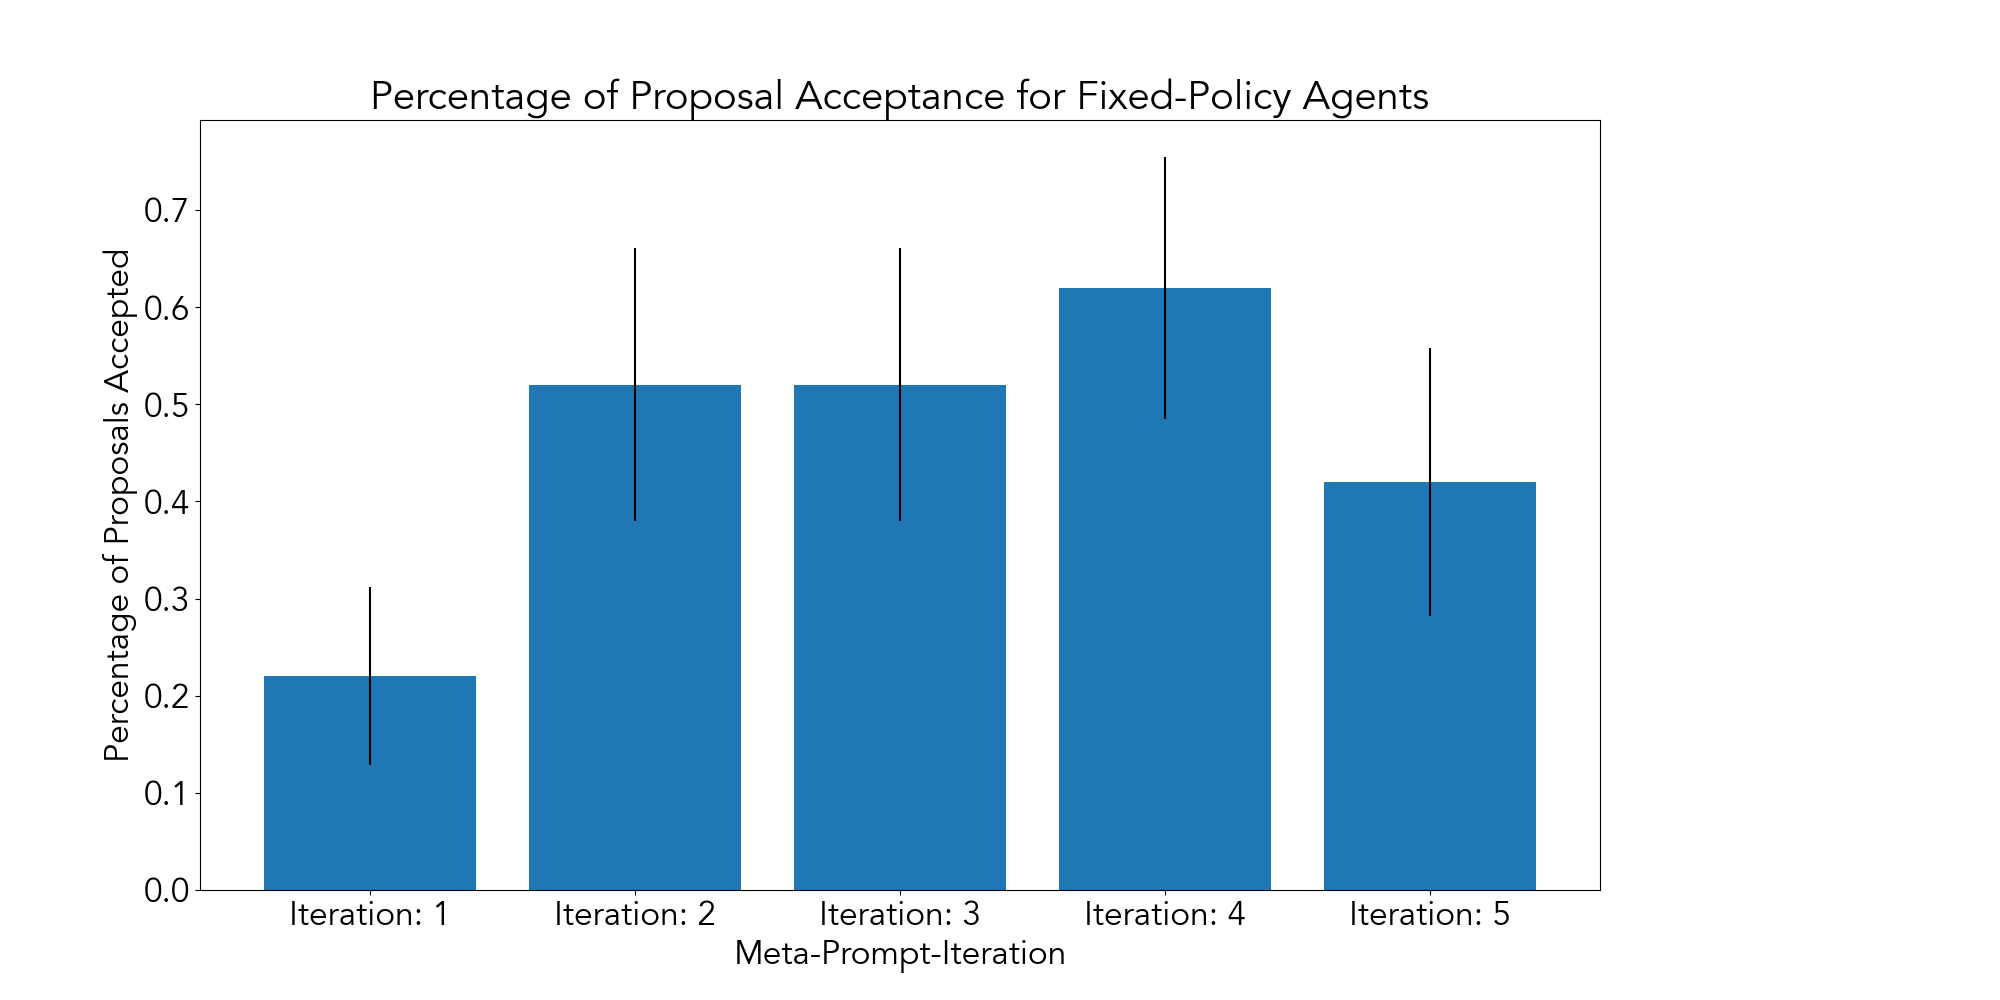 Percentage of Proposal Acceptance for Fixed-Policy Agents
Percentage of Proposals Accepted
0.7
0.6
0.5
0.4
0.3
0.2
0.1
0.0
Iteration: 1
Iteration: 2
Iteration: 3
Iteration: 4
Iteration: 5
Meta-Prompt-Iteration